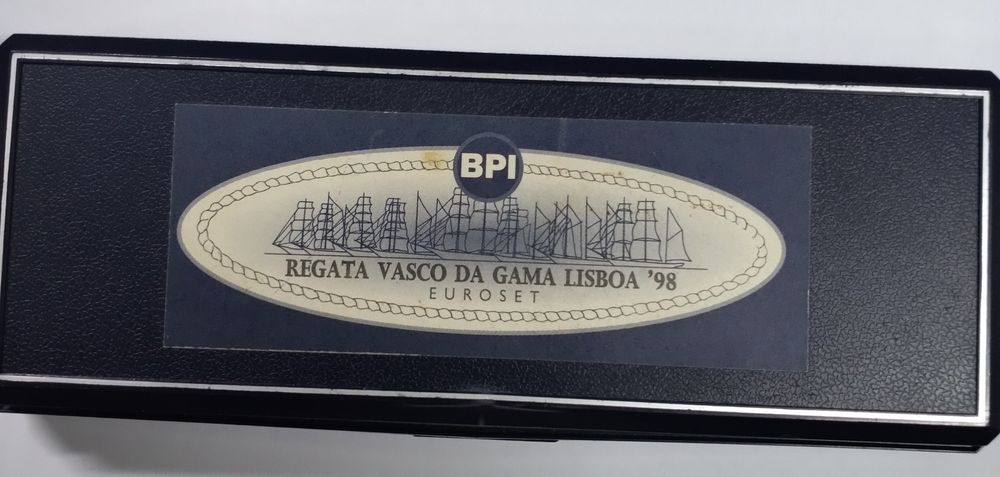 BPI
REGATA VASCO DA GAMA LISBOA '98
EUROSET